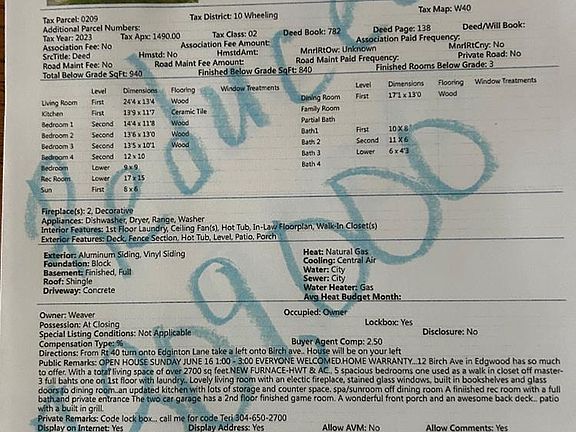 Tax Parcel: 0209 Tax District: 10 Wheeling Tax Map: W40
Additional Parcel Numbers:
Tax Year: 2023 Tax Apx: 1490.00 Tax Class: 02 Deed Book: 782 Deed Page: 138 Deed/Will Book:
Association Fee: No Association Fee Amount: Association Paid Frequency:
SrcTitle: Deed Hmstd: No HmstdAmt: MnrlRtOw: Unknown MnrlRtCry: No
Road Maint Fee: No Road Maint Fee Amount: Road Maint Paid Frequency: Private Road: No
Total Below Grade SqFt: 940 Finished Below Grade SqFt: 840 Finished Rooms Below Grade: 3
Level Dimensions Flooring Window Treatments Level Dimensions Flooring Window Treatments
Living Room First 24'4 x 13'4 Wood Dining Room First 17'1 x 13'0 Wood
Kitchen First 13'9 x 11'7 Ceramic Tile Family Room
Bedroom 1 Second 14'4 x 11'8 Wood Partial Bath
Bedroom 2 Second 13'6 x 13'0 Wood Bath1 First 10 X 8
Bedroom 3 Second 13'5 x 10'1 Wood Bath 2 Second 11 X 6
Bedroom 4 Second 12 x 10 Bath 3 Lower 6 x 4'3
Bedroom Lower 9 x 9 Bath 4
Rec Room Lower 17 x 15
Sun First 8 x 6
Reduced
Fireplace(s): 2, Decorative
Appliances: Dishwasher, Dryer, Range, Washer
Interior Features: 1st Floor Laundry, Ceiling Fan(s), Hot Tub, In-Law Floorplan, Walk-In Closet(s)
Exterior Features: Deck, Fence Section, Hot Tub, Level, Patio, Porch
Exterior: Aluminum Siding, Vinyl Siding Heat: Natural Gas
Foundation: Block Cooling: Central Air
Basement: Finished, Full Water: City
Roof: Shingle Sewer: City
Driveway: Concrete Water Heater: Gas
Avg Heat Budget Month:
Owner: Weaver Occupied: Owner
Possession: At Closing Lockbox: Yes
Special Listing Conditions: Not Applicable Disclosure: No
Compensation Type: % Buyer Agent Comp: 2.50
Directions: From Rt 40 turn onto Edginton Lane take a left onto Birch ave.. House will be on your left
Public Remarks: OPEN HOUSE SUNDAY JUNE 16 1:00 - 3:00 EVERYONE WELCOMED.HOME WARRANTY...12 Birch Ave in Edgwood has so much
to offer. With a total living space of over 2700 sq feet.NEW FURNACE-HWT & AC., 5 spacious bedrooms one used as a walk in closet off master-
3 full bahts one on 1st floor with laundry.. Lovely living room with an electric fireplace, stained glass windows, built in bookshelves and glass
doors to dining room..an updated kitchen with lots of storage and counter space. spa/sunroom off dining room A finished rec room with a full
bath,and private entrance The two car garage has a 2nd floor finished game room. A wonderful front porch and an awesome back deck.. patio
with a built in grill.
Private Remarks: Code lock box.. call me for code Teri 304-650-2700
Display on Internet: Yes Display Address: Yes Allow AVM: No Allow Comments: Yes